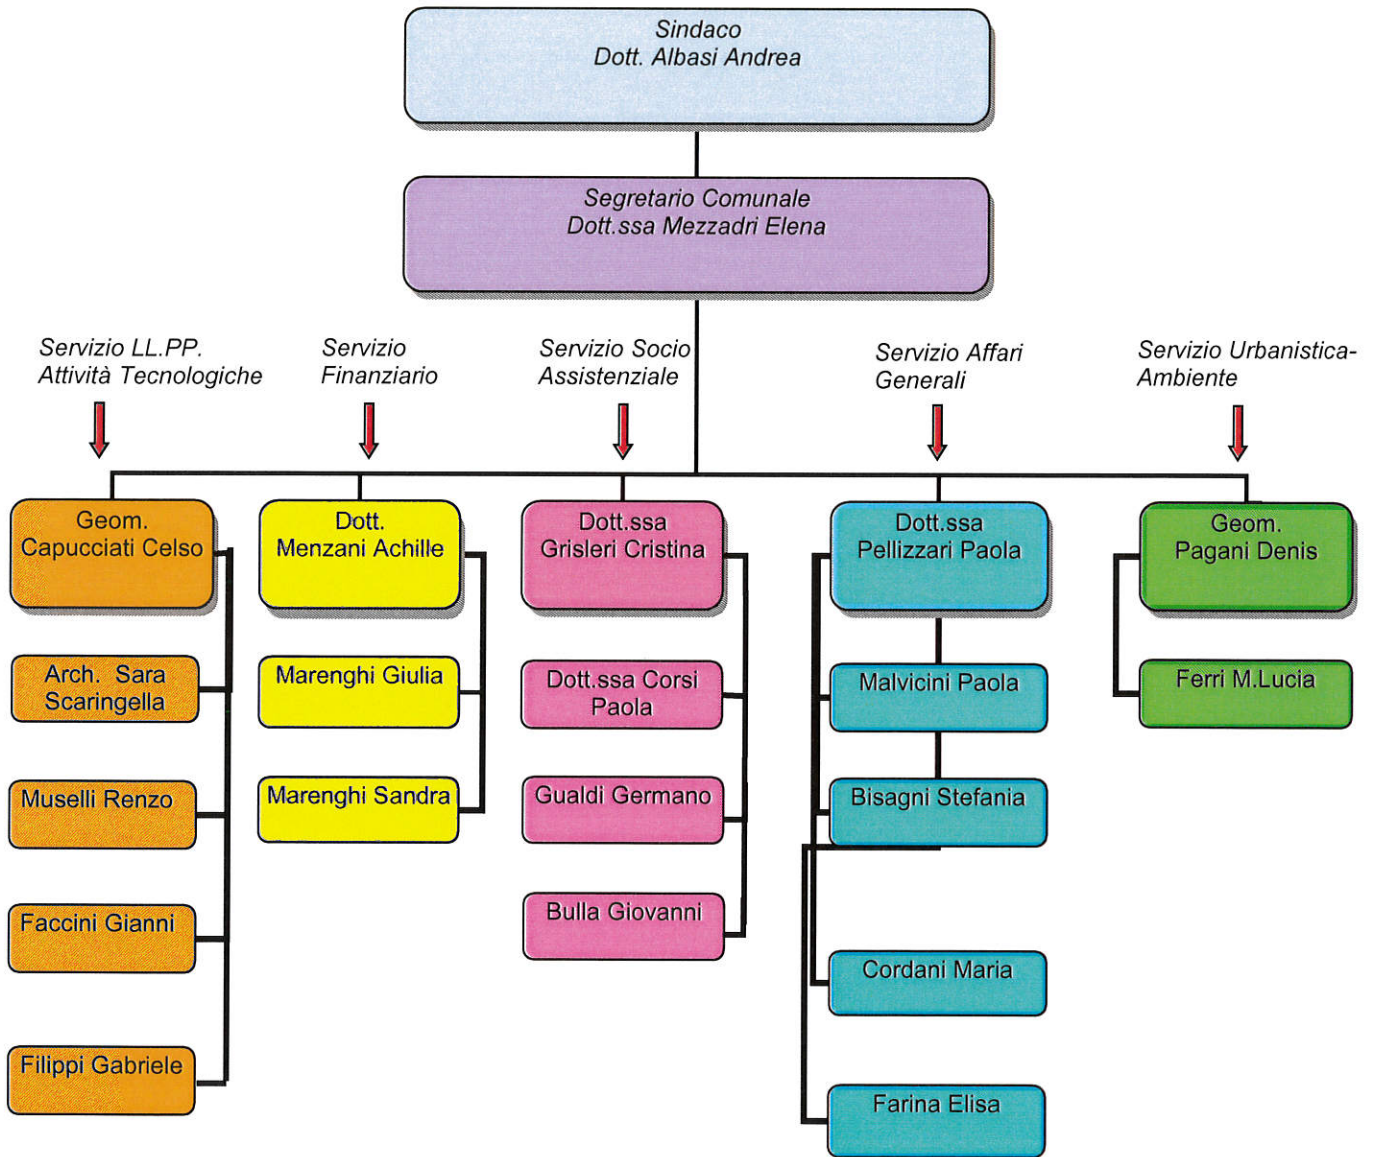 Sindaco
Dott. Albasi Andrea
Segretario Comunale
Dott.ssa Mezzadri Elena
Servizio LL.PP.
Attività Tecnologiche
Servizio
Finanziario
Servizio Socio
Assistenziale
Servizio Affari
Generali
Servizio Urbanistica-
Ambiente
Geom.
Capucciati Celso
Dott.
Menzani Achille
Dott.ssa
Grisleri Cristina
Dott.ssa
Pellizzari Paola
Geom.
Pagani Denis
Arch. Sara
Scaringella
Marenghi Giulia
Dott.ssa Corsi
Paola
Malvicini Paola
Ferri M.Lucia
Muselli Renzo
Marenghi Sandra
Gualdi Germano
Bisagni Stefania
Faccini Gianni
Bulla Giovanni
Cordani Maria
Filippi Gabriele
Farina Elisa